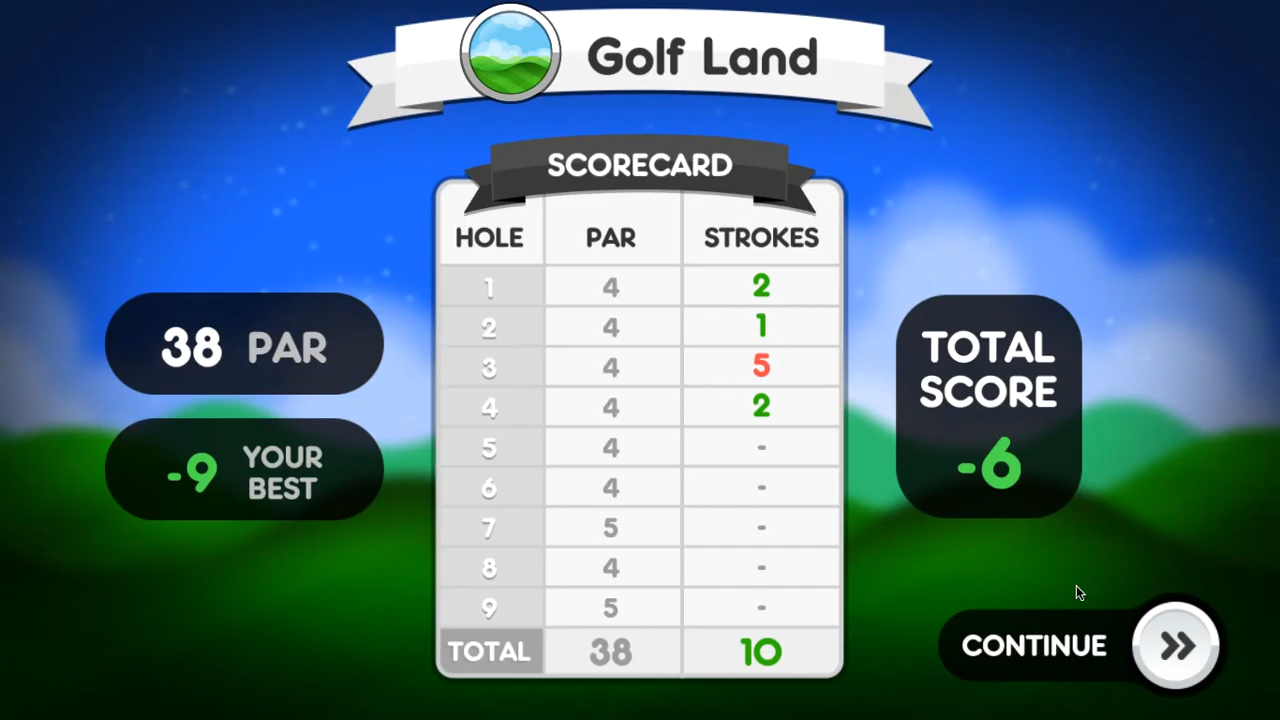 Golf Land
SCORECARD
HOLE PAR STROKES
1 4 2
2 4 1
3 4 5
4 4 2
5 4 -
6 4 -
7 5 -
8 4 -
9 5 -
TOTAL 38 10
38 PAR
-9 YOUR
BEST
TOTAL
SCORE
-6
CONTINUE